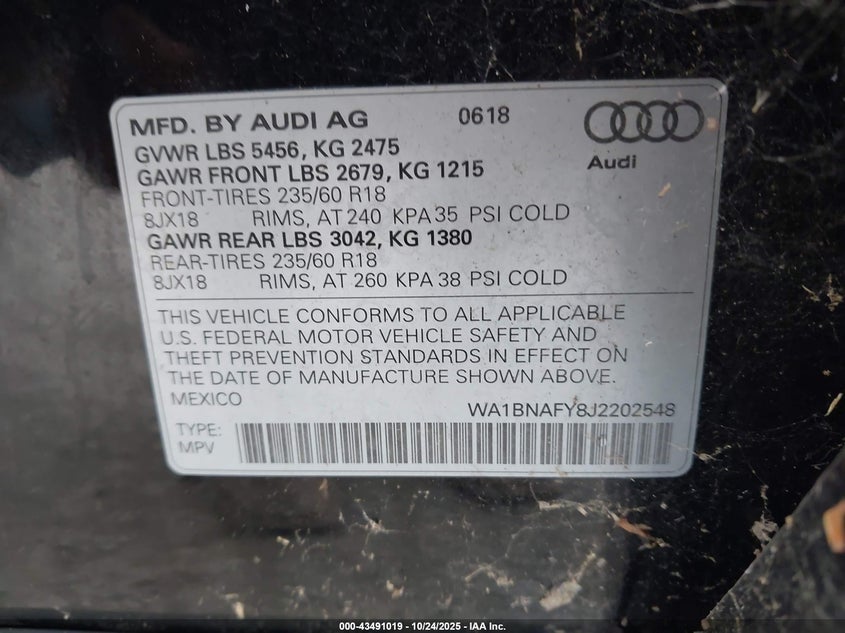 MFD. BY AUDI AG 0618
Audi
GVWR LBS 5456, KG 2475
GAWR FRONT LBS 2679, KG 1215
FRONT-TIRES 235/60 R18
8JX18 RIMS, AT 240 KPA 35 PSI COLD
GAWR REAR LBS 3042, KG 1380
REAR-TIRES 235/60 R18
8JX18 RIMS, AT 260 KPA 38 PSI COLD
THIS VEHICLE CONFORMS TO ALL APPLICABLE
U.S. FEDERAL MOTOR VEHICLE SAFETY AND
THEFT PREVENTION STANDARDS IN EFFECT ON
THE DATE OF MANUFACTURE SHOWN ABOVE.
MEXICO
WA1BNAFY8J2202548
TYPE:
MPV
000-43491019 - 10/24/2025 - IAA Inc.